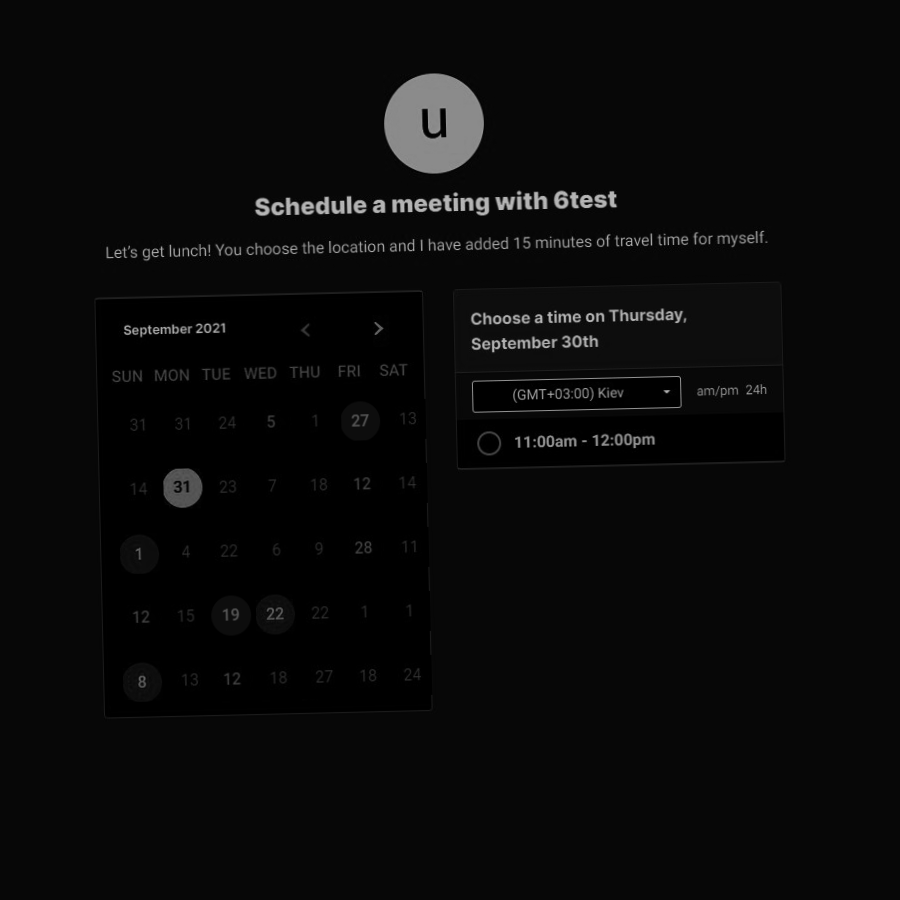 u
Schedule a meeting with 6test
Let's get lunch! You choose the location and I have added 15 minutes of travel time for myself.
September 2021
SUN MON TUE WED THU FRI SAT
31 31 24 5 1 27 13
14 31 23 7 18 12 14
1 4 22 6 9 28 11
12 15 19 22 22 1 1
8 13 12 18 27 18 24
Choose a time on Thursday,
September 30th
(GMT+03:00) Kiev am/pm 24h
11:00am - 12:00pm